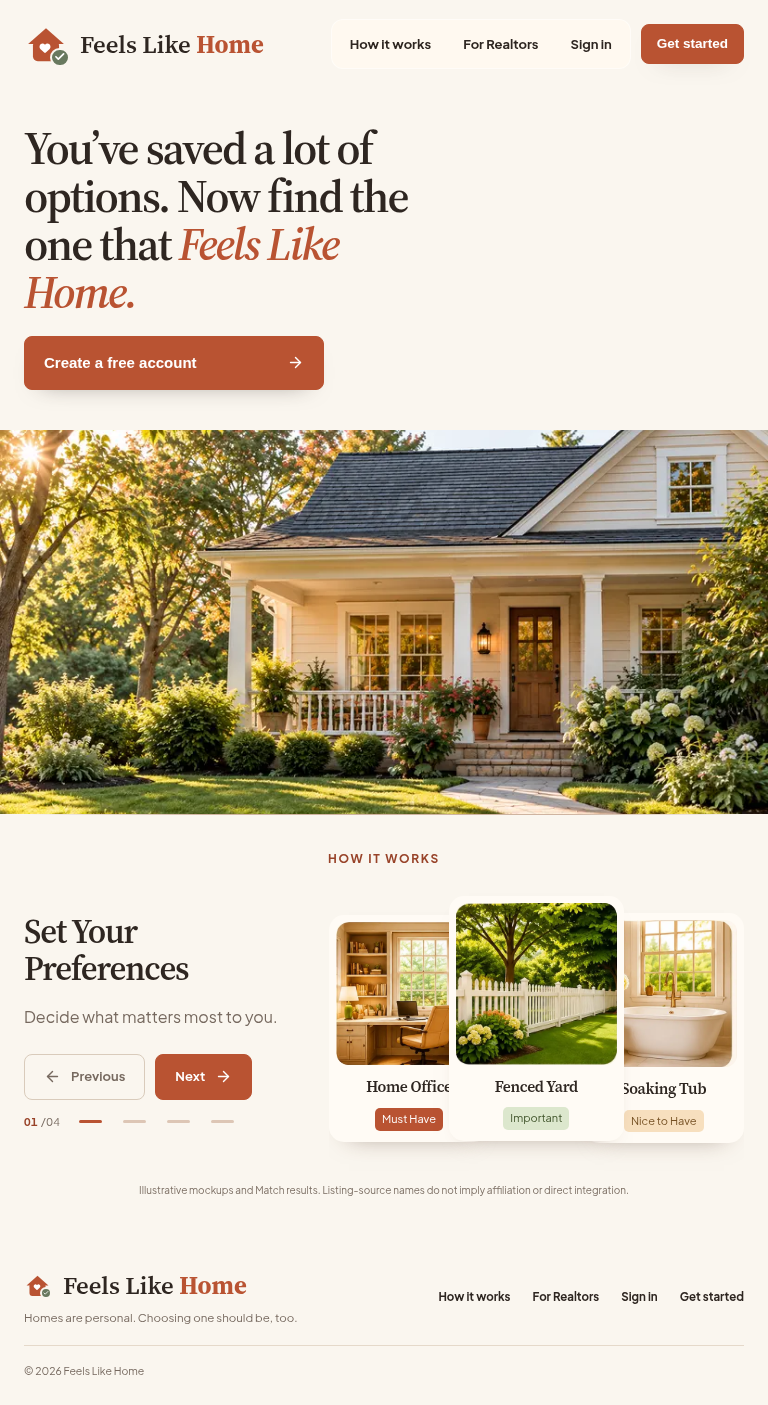 Feels Like Home
How it works
For Realtors
Sign in
Get started
You’ve saved a lot of
options. Now find the
one that Feels Like
Home.
Create a free account
HOW IT WORKS
Set Your
Preferences
Decide what matters most to you.
Previous
Next
01 /04
Home Office
Must Have
Fenced Yard
Important
Soaking Tub
Nice to Have
Illustrative mockups and Match results. Listing-source names do not imply affiliation or direct integration.
Feels Like Home
Homes are personal. Choosing one should be, too.
How it works
For Realtors
Sign in
Get started
© 2026 Feels Like Home